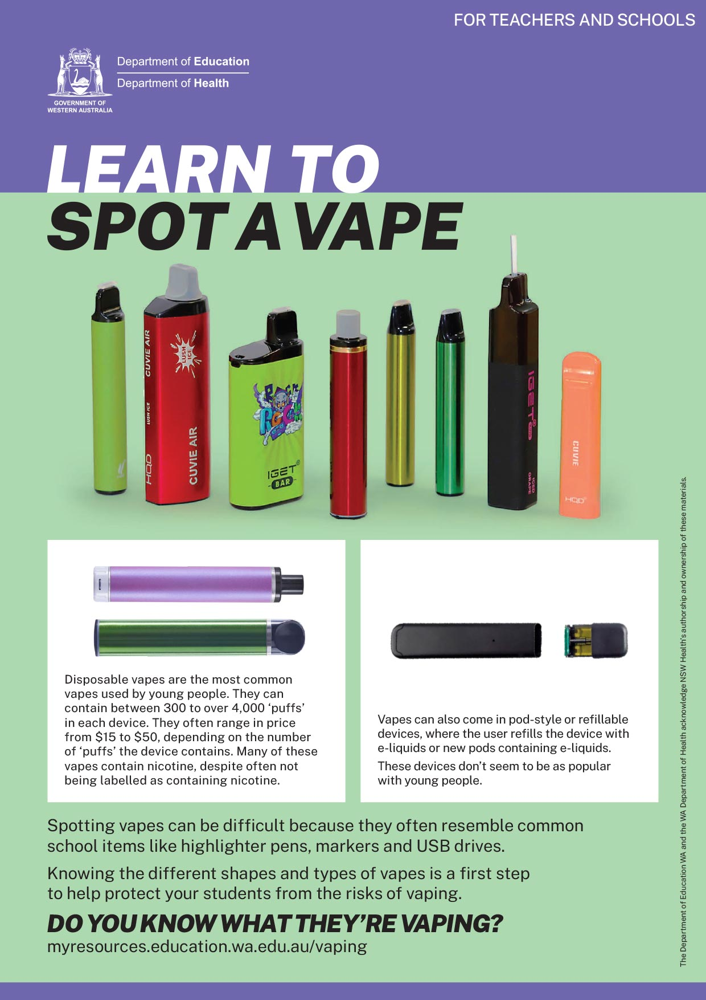 FOR TEACHERS AND SCHOOLS
Department of Education
Department of Health
GOVERNMENT OF
WESTERN AUSTRALIA
LEARN TO
SPOT A VAPE
CUVIE AIR
LUSH ICE
HQD
LUSH
ICE
CUVIE AIR
ROCK
IGET®
BAR
IGET®
ICED
GRAPE
CUVIE
HQD®
Disposable vapes are the most common
vapes used by young people. They can
contain between 300 to over 4,000 ‘puffs’
in each device. They often range in price
from $15 to $50, depending on the number
of ‘puffs’ the device contains. Many of these
vapes contain nicotine, despite often not
being labelled as containing nicotine.
Vapes can also come in pod-style or refillable
devices, where the user refills the device with
e-liquids or new pods containing e-liquids.
These devices don’t seem to be as popular
with young people.
Spotting vapes can be difficult because they often resemble common
school items like highlighter pens, markers and USB drives.
Knowing the different shapes and types of vapes is a first step
to help protect your students from the risks of vaping.
DO YOU KNOW WHAT THEY’RE VAPING?
myresources.education.wa.edu.au/vaping
The Department of Education WA and the WA Department of Health acknowledge NSW Health’s authorship and ownership of these materials.